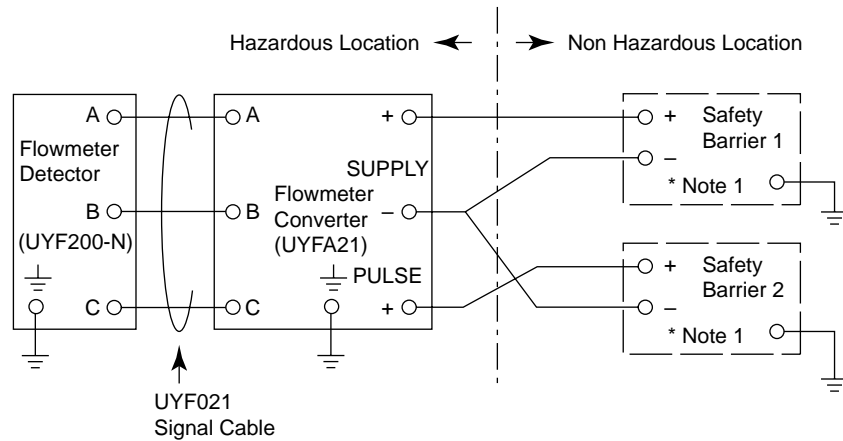 Hazardous Location
Non Hazardous Location
A
Flowmeter
Detector
B
(UYF200-N)
C
A
+
SUPPLY
Flowmeter
Converter
(UYFA21)
B
–
PULSE
C
+
+ Safety
Barrier 1
–
* Note 1
+ Safety
Barrier 2
–
* Note 1
UYF021
Signal Cable